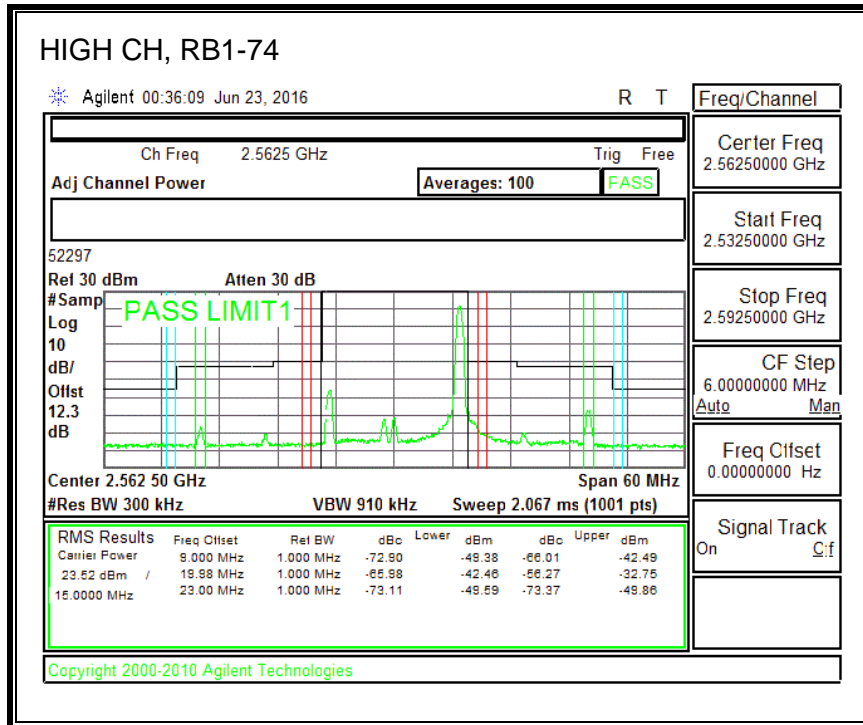 HIGH CH, RB1-74
Agilent 00:36:09 Jun 23, 2016 R T
Ch Freq 2.5625 GHz Trig Free
Adj Channel Power Averages: 100 PASS
52297
Ref 30 dBm Atten 30 dB
#Samp
Log
10
dB/
Offst
12.3
dB
PASS LIMIT1
Center 2.562 50 GHz Span 60 MHz
#Res BW 300 kHz VBW 910 kHz Sweep 2.067 ms (1001 pts)
RMS Results Freq Offset Ref BW dBc Lower dBm dBc Upper dBm
Carrier Power 9.000 MHz 1.000 MHz -72.90 -49.38 -66.01 -42.49
23.52 dBm / 19.98 MHz 1.000 MHz -65.98 -42.46 -56.27 -32.75
15.0000 MHz 23.00 MHz 1.000 MHz -73.11 -49.59 -73.37 -49.86
Copyright 2000-2010 Agilent Technologies
Freq/Channel
Center Freq
2.56250000 GHz
Start Freq
2.53250000 GHz
Stop Freq
2.59250000 GHz
CF Step
6.00000000 MHz
Auto Man
Freq Offset
0.00000000 Hz
Signal Track
On Off